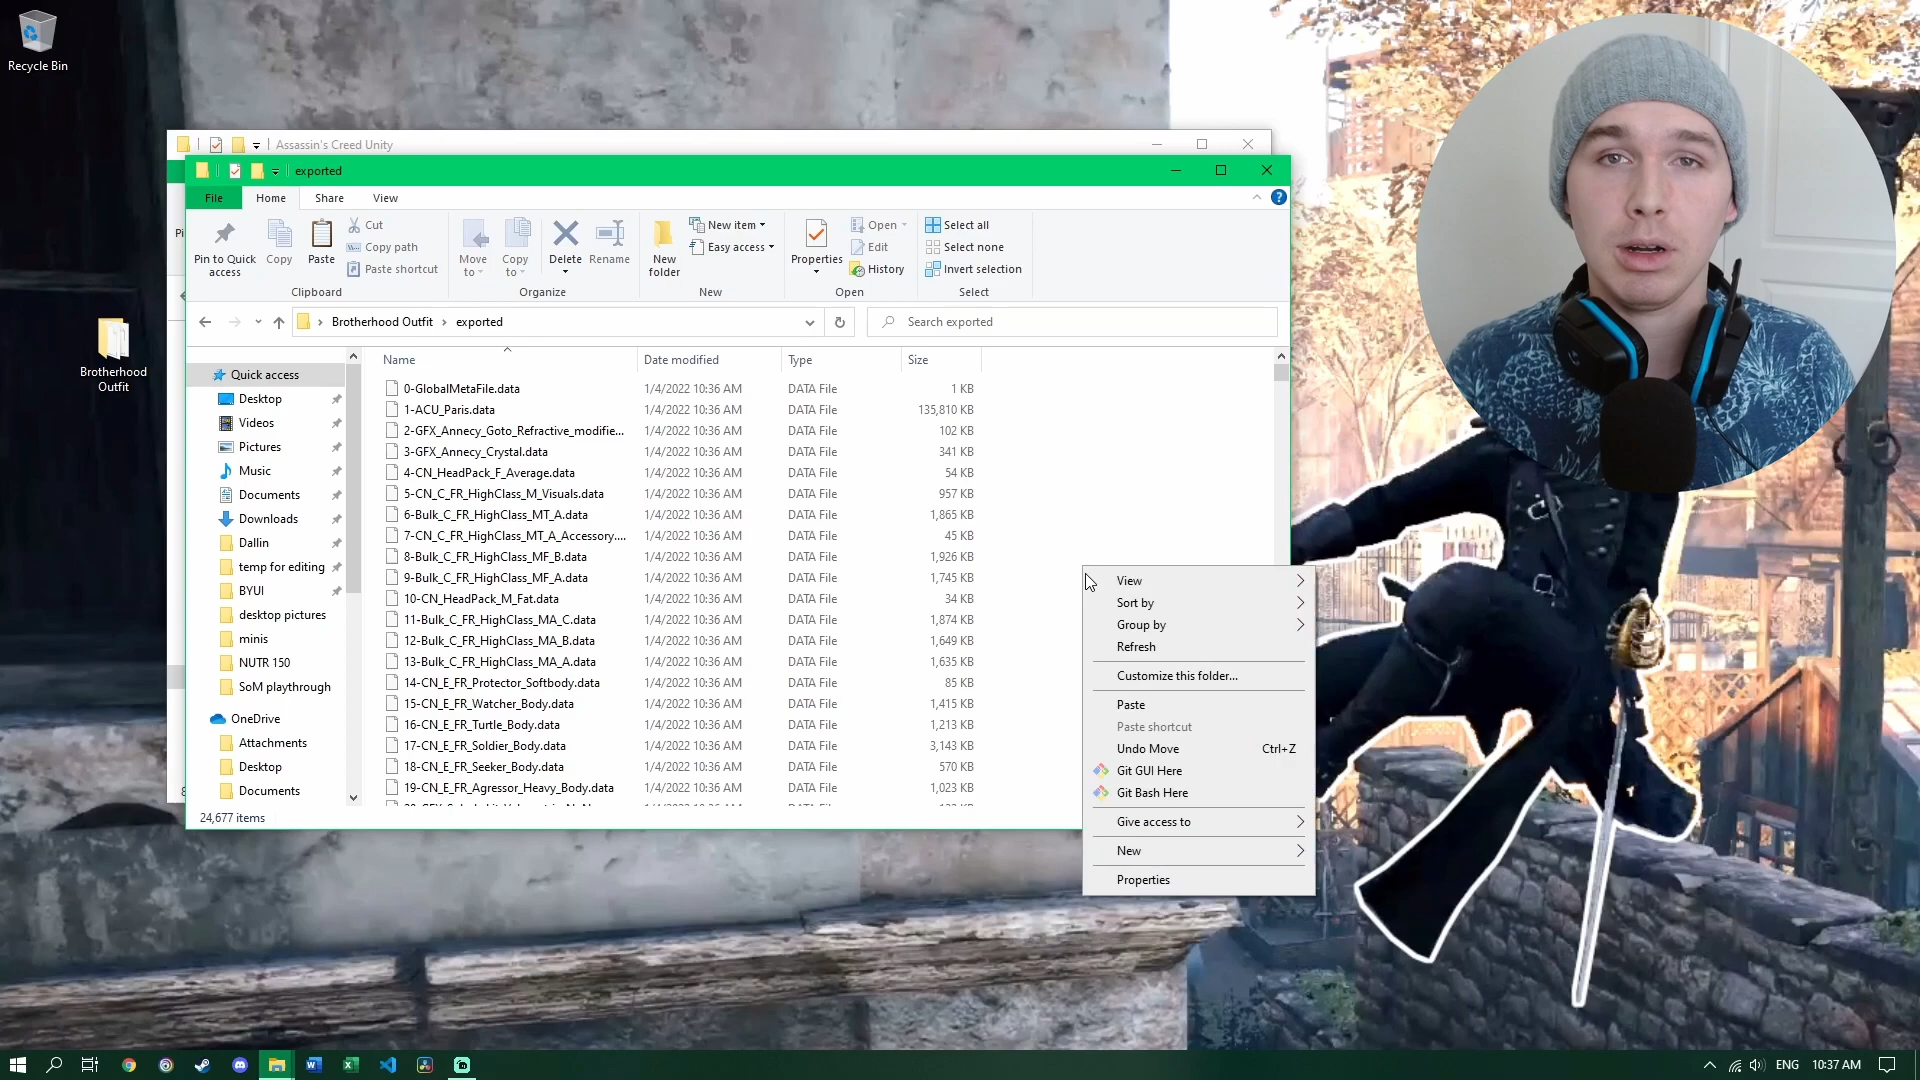 Recycle Bin
Brotherhood
Outfit
Assassin's Creed Unity
exported
File
Home
Share
View
Pin to Quick
access
Copy
Paste
Cut
Copy path
Paste shortcut
Clipboard
Move
to
Copy
to
Delete
Rename
Organize
New
folder
New item
Easy access
New
Properties
Open
Edit
History
Open
Select all
Select none
Invert selection
Select
Brotherhood Outfit
exported
Search exported
Quick access
Desktop
Videos
Pictures
Music
Documents
Downloads
Dallin
temp for editing
BYUI
desktop pictures
minis
NUTR 150
SoM playthrough
OneDrive
Attachments
Desktop
Documents
Name Date modified Type Size
0-GlobalMetaFile.data 1/4/2022 10:36 AM DATA File 1 KB
1-ACU_Paris.data 1/4/2022 10:36 AM DATA File 135,810 KB
2-GFX_Annecy_Goto_Refractive_modifie... 1/4/2022 10:36 AM DATA File 102 KB
3-GFX_Annecy_Crystal.data 1/4/2022 10:36 AM DATA File 341 KB
4-CN_HeadPack_F_Average.data 1/4/2022 10:36 AM DATA File 54 KB
5-CN_C_FR_HighClass_M_Visuals.data 1/4/2022 10:36 AM DATA File 957 KB
6-Bulk_C_FR_HighClass_MT_A.data 1/4/2022 10:36 AM DATA File 1,865 KB
7-CN_C_FR_HighClass_MT_A_Accessory.... 1/4/2022 10:36 AM DATA File 45 KB
8-Bulk_C_FR_HighClass_MF_B.data 1/4/2022 10:36 AM DATA File 1,926 KB
9-Bulk_C_FR_HighClass_MF_A.data 1/4/2022 10:36 AM DATA File 1,745 KB
10-CN_HeadPack_M_Fat.data 1/4/2022 10:36 AM DATA File 34 KB
11-Bulk_C_FR_HighClass_MA_C.data 1/4/2022 10:36 AM DATA File 1,874 KB
12-Bulk_C_FR_HighClass_MA_B.data 1/4/2022 10:36 AM DATA File 1,649 KB
13-Bulk_C_FR_HighClass_MA_A.data 1/4/2022 10:36 AM DATA File 1,635 KB
14-CN_E_FR_Protector_Softbody.data 1/4/2022 10:36 AM DATA File 85 KB
15-CN_E_FR_Watcher_Body.data 1/4/2022 10:36 AM DATA File 1,415 KB
16-CN_E_FR_Turtle_Body.data 1/4/2022 10:36 AM DATA File 1,213 KB
17-CN_E_FR_Soldier_Body.data 1/4/2022 10:36 AM DATA File 3,143 KB
18-CN_E_FR_Seeker_Body.data 1/4/2022 10:36 AM DATA File 570 KB
19-CN_E_FR_Agressor_Heavy_Body.data 1/4/2022 10:36 AM DATA File 1,023 KB
24,677 items
View
Sort by
Group by
Refresh
Customize this folder...
Paste
Paste shortcut
Undo Move Ctrl+Z
Git GUI Here
Git Bash Here
Give access to
New
Properties
ENG
10:37 AM